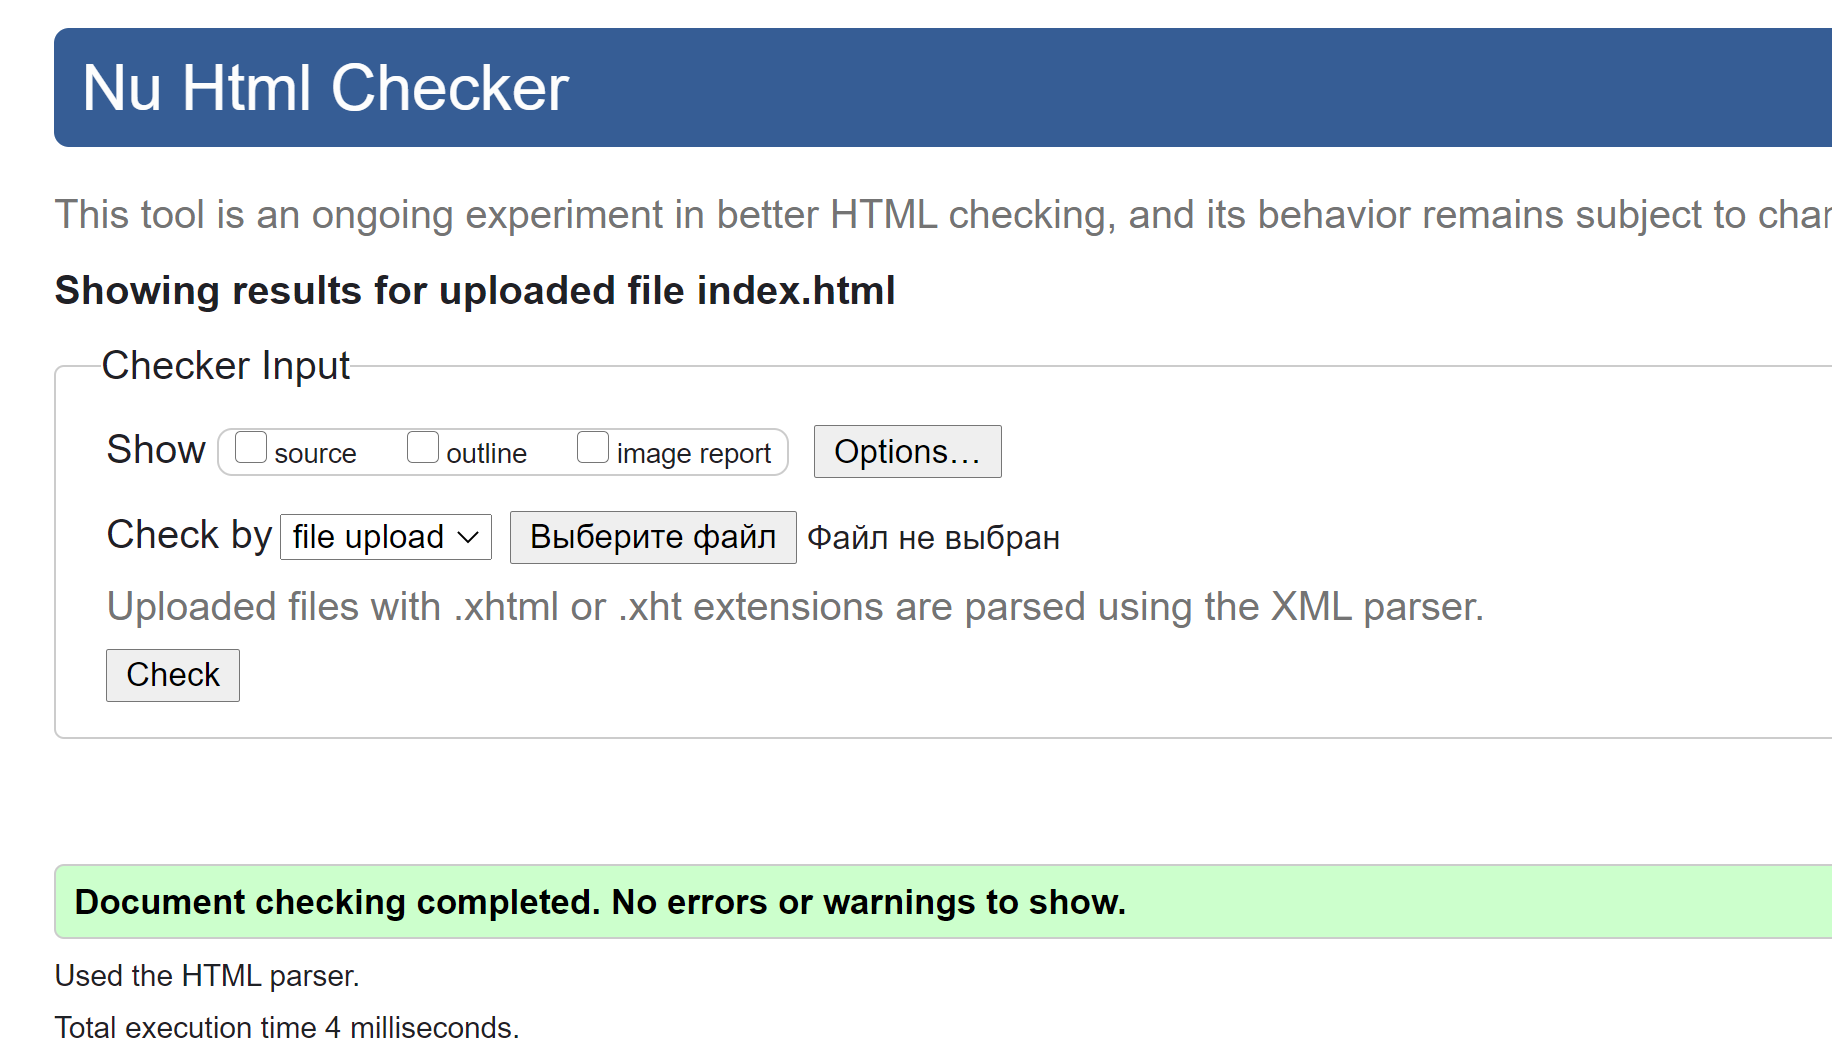 Nu Html Checker
This tool is an ongoing experiment in better HTML checking, and its behavior remains subject to
Showing results for uploaded file index.html
Checker Input
Show source outline image report Options…
Check by file upload Выберите файл Файл не выбран
Uploaded files with .xhtml or .xht extensions are parsed using the XML parser.
Check
Document checking completed. No errors or warnings to show.
Used the HTML parser.
Total execution time 4 milliseconds.